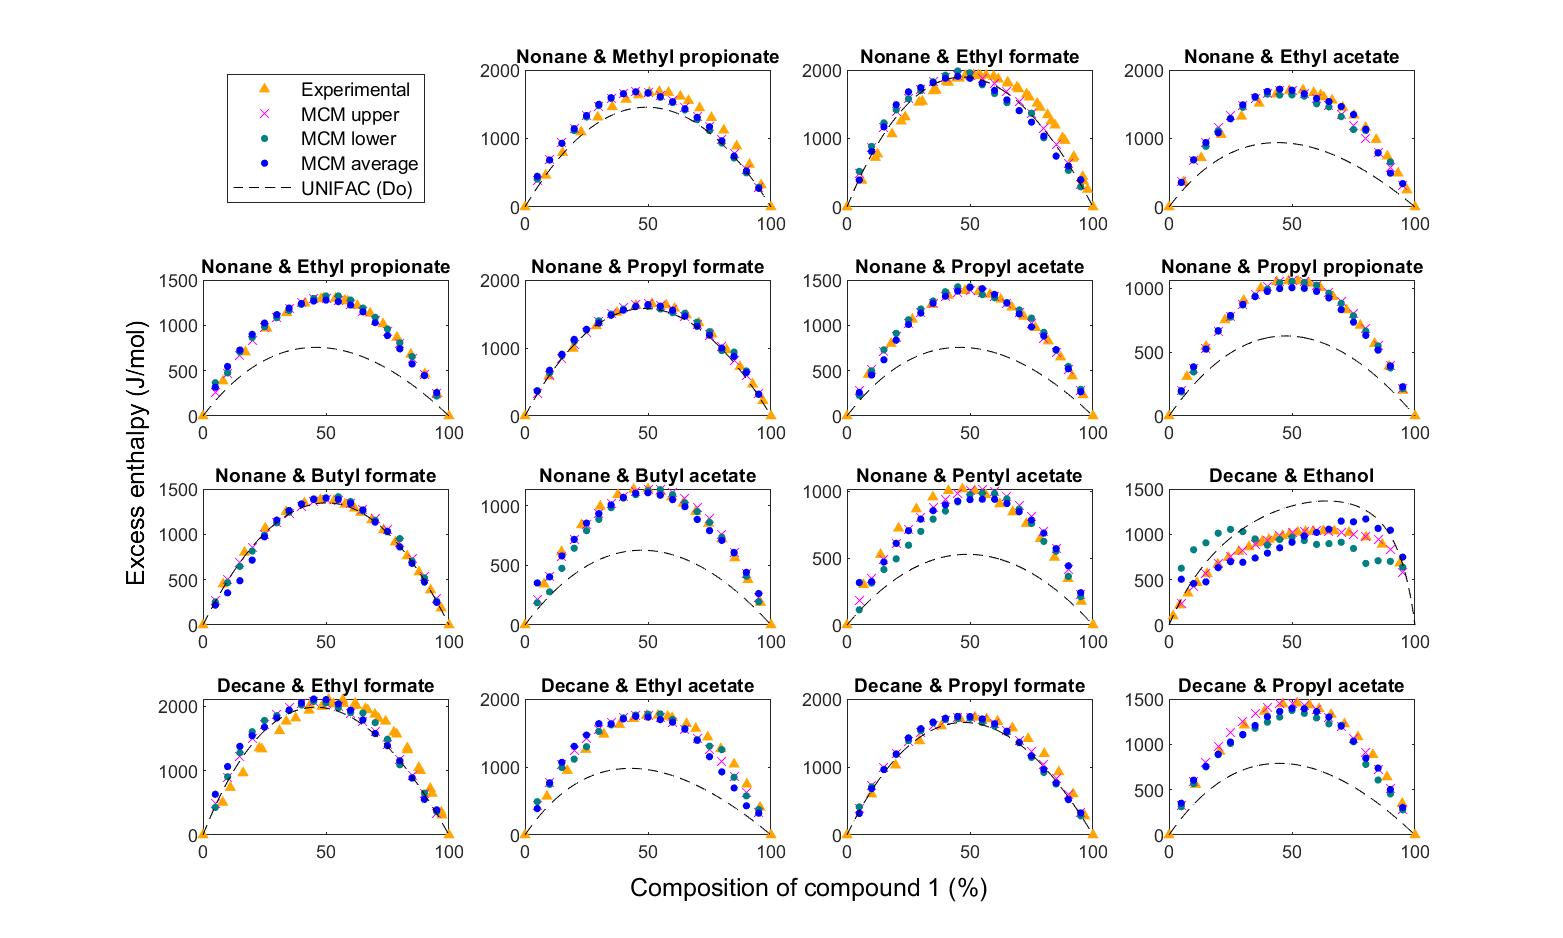 Experimental
MCM upper
MCM lower
MCM average
UNIFAC (Do)
Nonane & Methyl propionate
2000
1000
0
0 50 100
Nonane & Ethyl formate
2000
1000
0
0 50 100
Nonane & Ethyl acetate
2000
1000
0
0 50 100
Nonane & Ethyl propionate
1500
1000
500
0
0 50 100
Nonane & Propyl formate
2000
1000
0
0 50 100
Nonane & Propyl acetate
1500
1000
500
0
0 50 100
Nonane & Propyl propionate
1000
500
0
0 50 100
Nonane & Butyl formate
1500
1000
500
0
0 50 100
Nonane & Butyl acetate
1000
500
0
0 50 100
Nonane & Pentyl acetate
1000
500
0
0 50 100
Decane & Ethanol
1500
1000
500
0
0 50 100
Decane & Ethyl formate
2000
1000
0
0 50 100
Decane & Ethyl acetate
2000
1000
0
0 50 100
Decane & Propyl formate
2000
1000
0
0 50 100
Decane & Propyl acetate
1500
1000
500
0
0 50 100
Excess enthalpy (J/mol)
Composition of compound 1 (%)